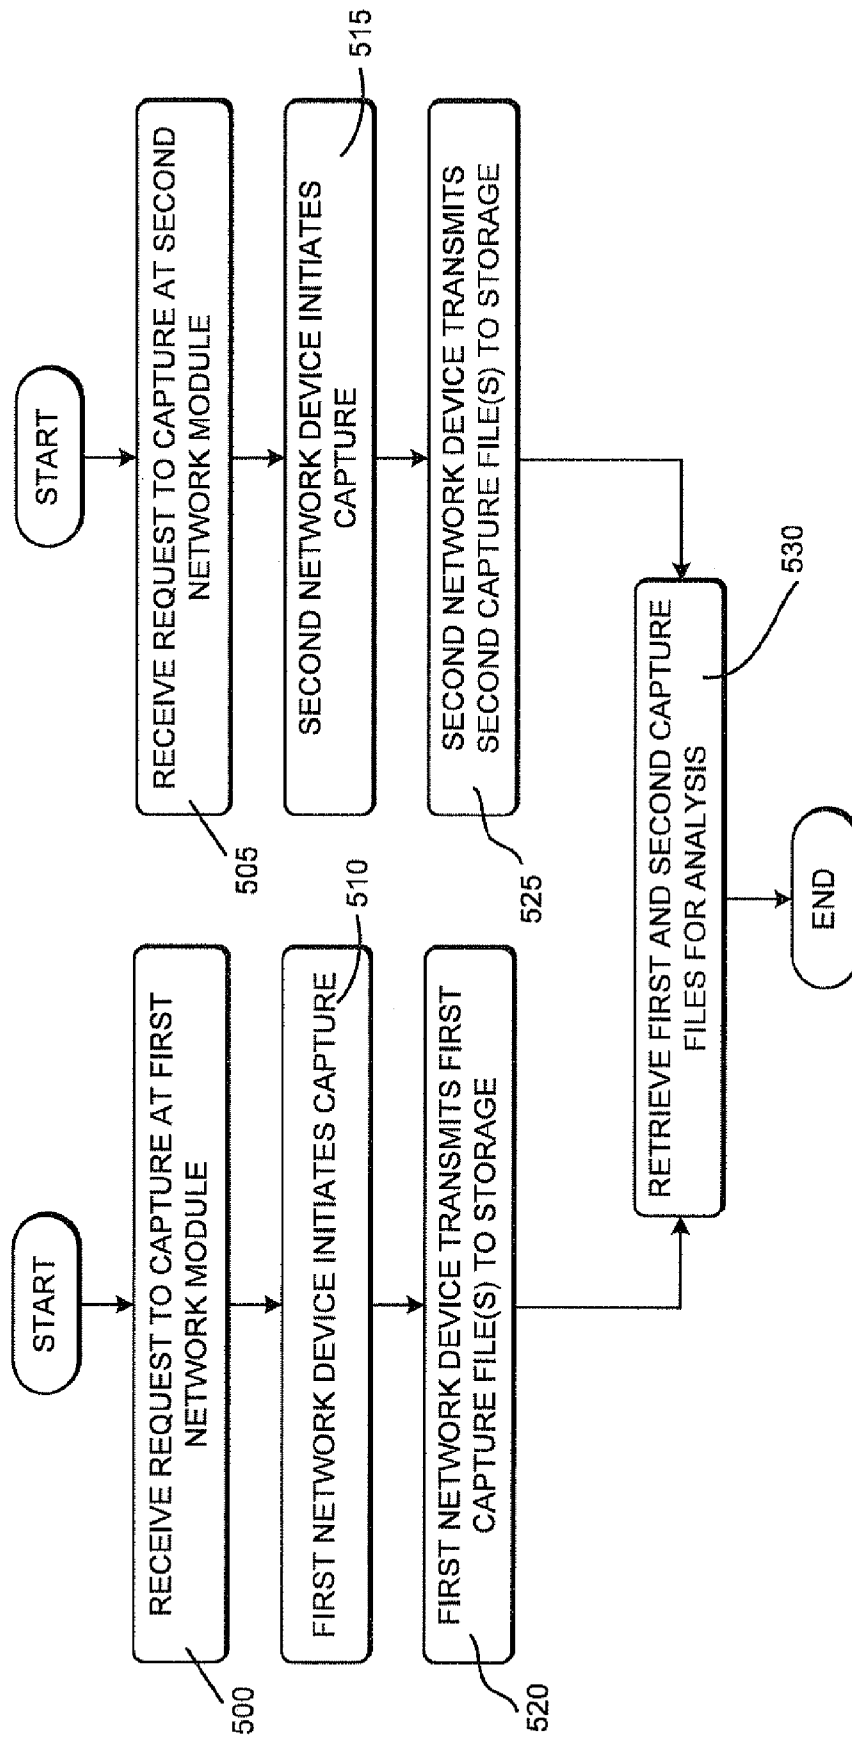 START
RECEIVE REQUEST TO CAPTURE AT FIRST
NETWORK MODULE
500
FIRST NETWORK DEVICE INITIATES CAPTURE
510
FIRST NETWORK DEVICE TRANSMITS FIRST
CAPTURE FILE(S) TO STORAGE
520
START
RECEIVE REQUEST TO CAPTURE AT SECOND
NETWORK MODULE
505
SECOND NETWORK DEVICE INITIATES
CAPTURE
515
SECOND NETWORK DEVICE TRANSMITS
SECOND CAPTURE FILE(S) TO STORAGE
525
RETRIEVE FIRST AND SECOND CAPTURE
FILES FOR ANALYSIS
530
END